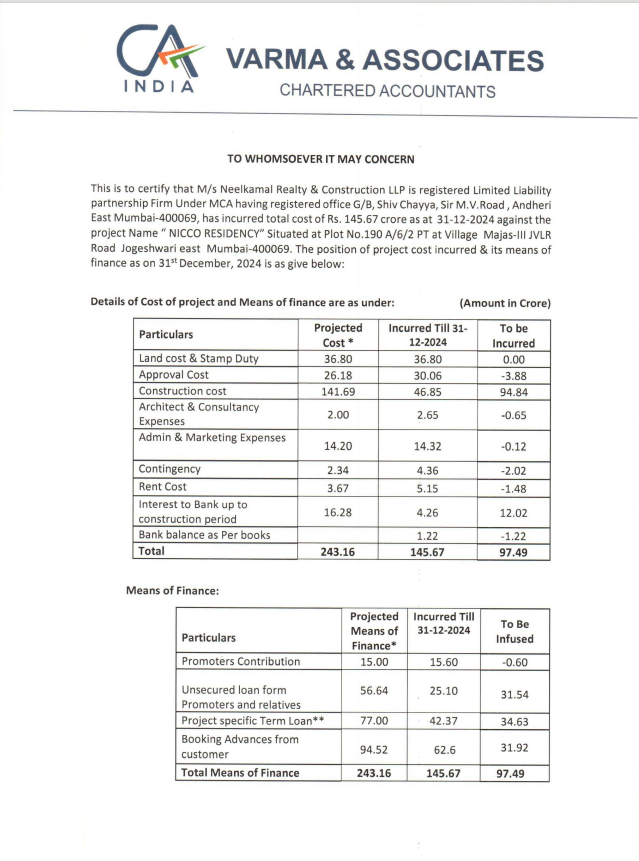 CA
INDIA
VARMA & ASSOCIATES
CHARTERED ACCOUNTANTS
TO WHOMSOEVER IT MAY CONCERN
This is to certify that M/s Neelkamal Realty & Construction LLP is registered Limited Liability
partnership Firm Under MCA having registered office G/B, Shiv Chayya, Sir M.V.Road , Andheri
East Mumbai-400069, has incurred total cost of Rs. 145.67 crore as at 31-12-2024 against the
project Name “ NICCO RESIDENCY” Situated at Plot No.190 A/6/2 PT at Village Majas-III JVLR
Road Jogeshwari east Mumbai-400069. The position of project cost incurred & its means of
finance as on 31st December, 2024 is as give below:
Details of Cost of project and Means of finance are as under: (Amount in Crore)
Particulars Projected Cost * Incurred Till 31-12-2024 To be Incurred
Land cost & Stamp Duty 36.80 36.80 0.00
Approval Cost 26.18 30.06 -3.88
Construction cost 141.69 46.85 94.84
Architect & Consultancy Expenses 2.00 2.65 -0.65
Admin & Marketing Expenses 14.20 14.32 -0.12
Contingency 2.34 4.36 -2.02
Rent Cost 3.67 5.15 -1.48
Interest to Bank up to construction period 16.28 4.26 12.02
Bank balance as Per books 1.22 -1.22
Total 243.16 145.67 97.49
Means of Finance:
Particulars Projected Means of Finance* Incurred Till 31-12-2024 To Be Infused
Promoters Contribution 15.00 15.60 -0.60
Unsecured loan form Promoters and relatives 56.64 25.10 31.54
Project specific Term Loan** 77.00 42.37 34.63
Booking Advances from customer 94.52 62.6 31.92
Total Means of Finance 243.16 145.67 97.49